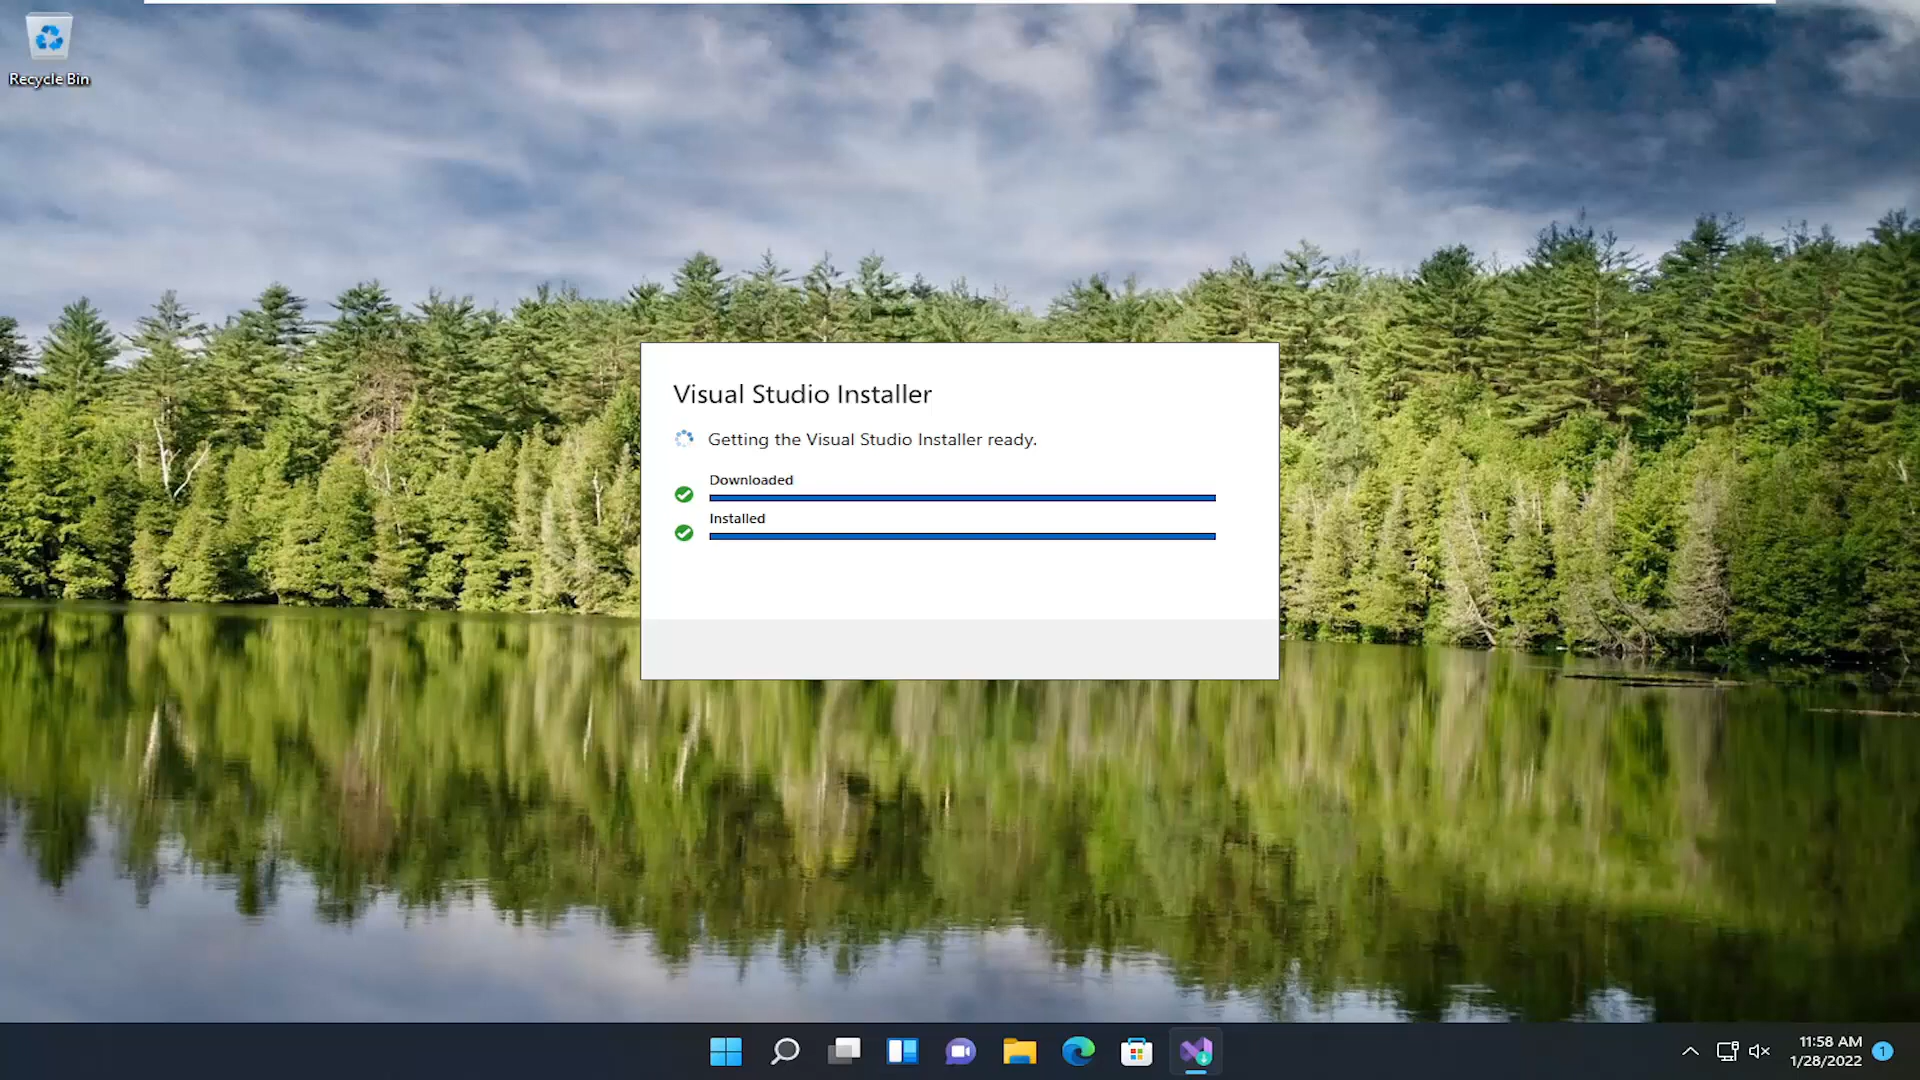 Recycle Bin
Visual Studio Installer
Getting the Visual Studio Installer ready.
Downloaded
Installed
11:58 AM
1/28/2022
1